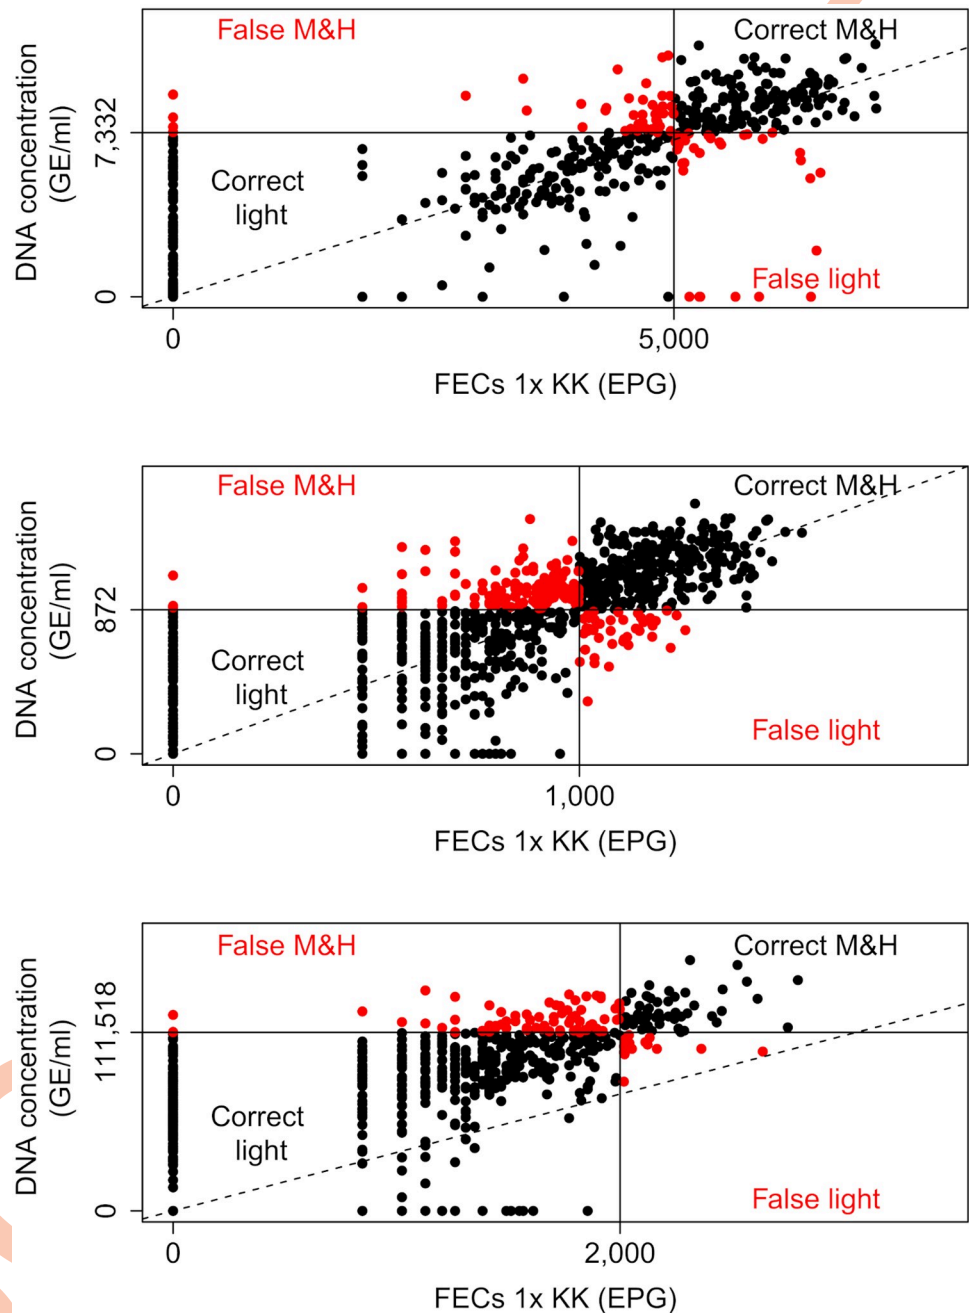 False M&H
Correct M&H
DNA concentration
(GE/ml)
7,332
0
Correct
light
False light
0
5,000
FECs 1x KK (EPG)
False M&H
Correct M&H
DNA concentration
(GE/ml)
872
0
Correct
light
False light
0
1,000
FECs 1x KK (EPG)
False M&H
Correct M&H
DNA concentration
(GE/ml)
111,518
0
Correct
light
False light
0
2,000
FECs 1x KK (EPG)